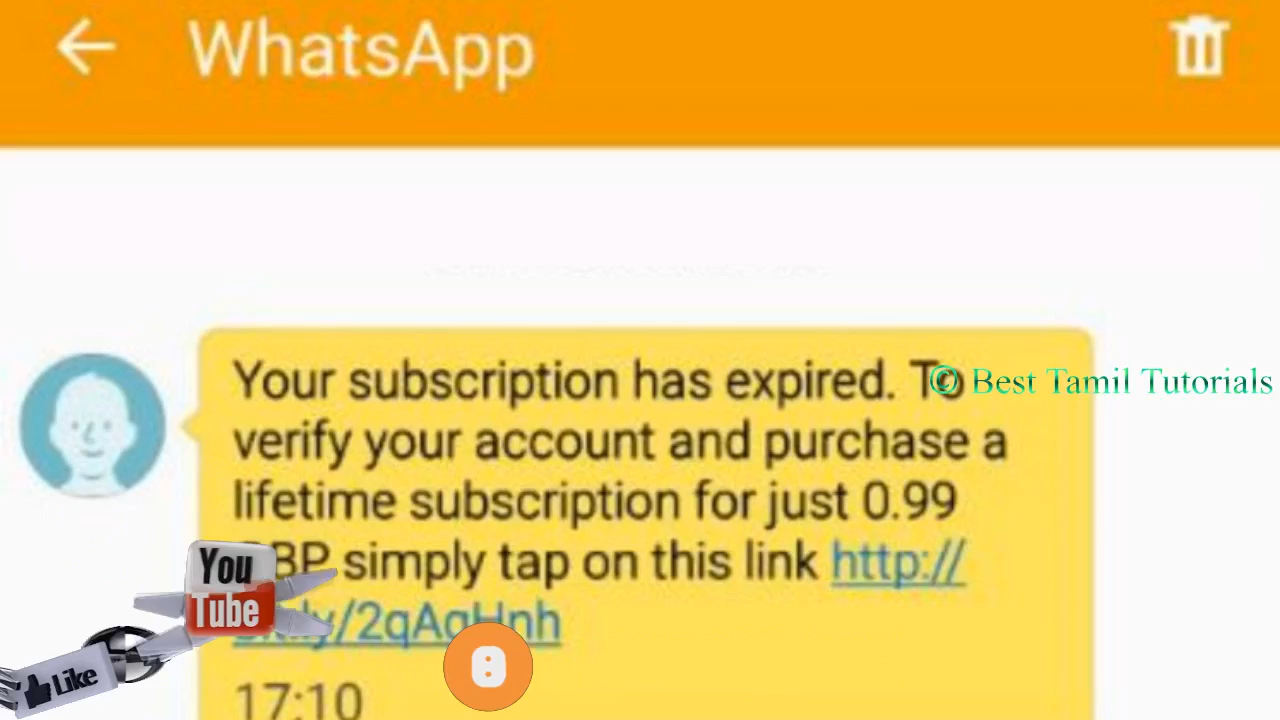 WhatsApp
Your subscription has expired. To
© Best Tamil Tutorials
verify your account and purchase a
lifetime subscription for just 0.99
simply tap on this link http://
You
Tube
Like
17:10